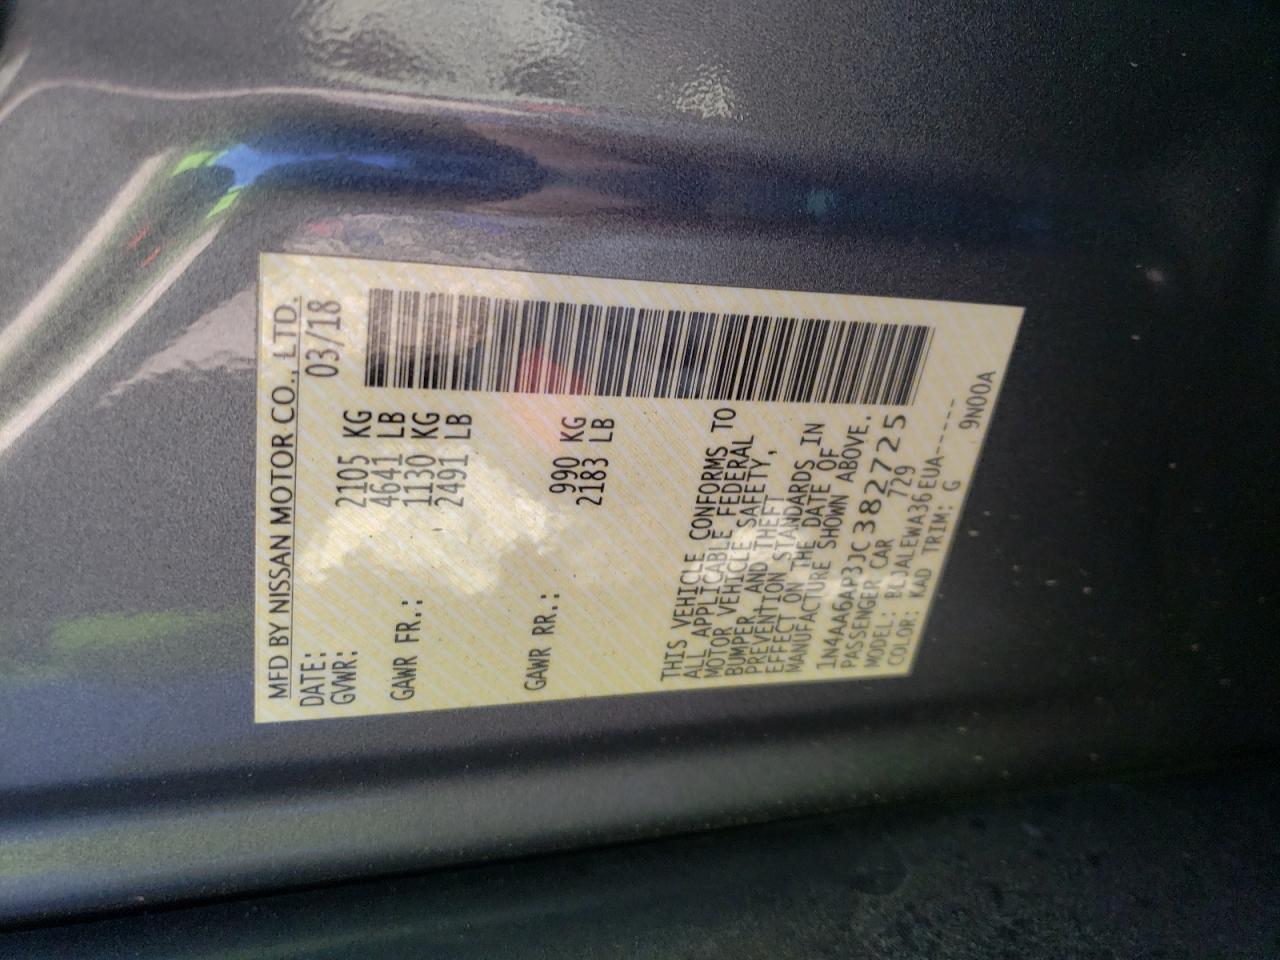 MFD BY NISSAN MOTOR CO., LTD.
DATE: 03/18
GVWR: 2105 KG
4641 LB
GAWR FR.: 1130 KG
2491 LB
GAWR RR.: 990 KG
2183 LB
THIS VEHICLE CONFORMS TO
ALL APPLICABLE FEDERAL
MOTOR VEHICLE SAFETY,
BUMPER AND THEFT
PREVENTION STANDARDS IN
EFFECT ON THE DATE OF
MANUFACTURE SHOWN ABOVE.
1N4AA6AP3JC382725
PASSENGER CAR 729
MODEL: EUA------
COLOR: KAD TRIM: G 9N00A